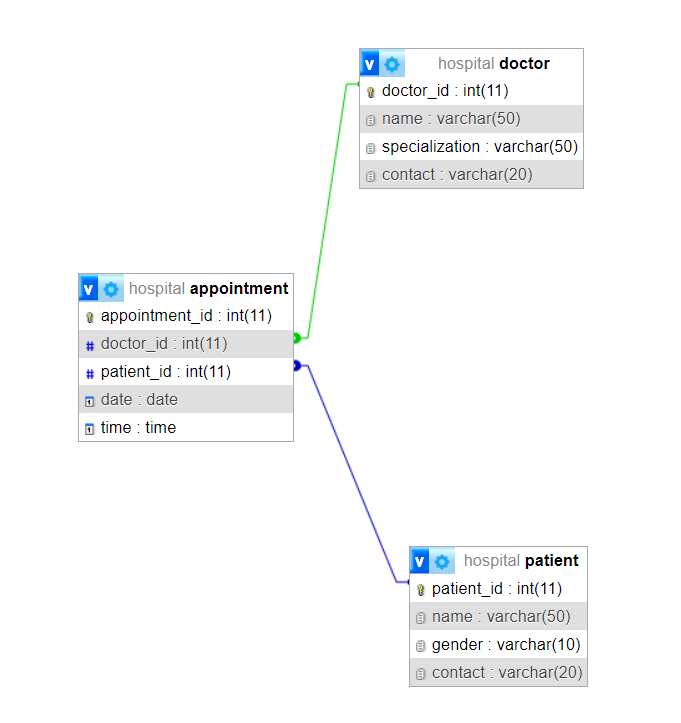 v hospital doctor
doctor_id : int(11)
name : varchar(50)
specialization : varchar(50)
contact : varchar(20)
v hospital appointment
appointment_id : int(11)
# doctor_id : int(11)
# patient_id : int(11)
date : date
time : time
v hospital patient
patient_id : int(11)
name : varchar(50)
gender : varchar(10)
contact : varchar(20)